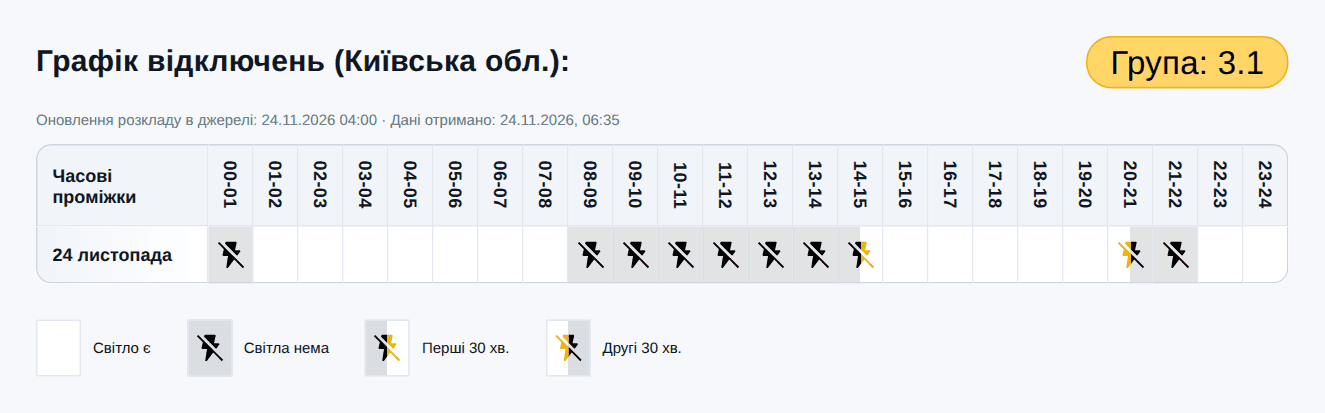 Графік відключень (Київська обл.):
Група: 3.1
Оновлення розкладу в джерелі: 24.11.2026 04:00 · Дані отримано: 24.11.2026, 06:35
Часові
проміжки
00-01
01-02
02-03
03-04
04-05
05-06
06-07
07-08
08-09
09-10
10-11
11-12
12-13
13-14
14-15
15-16
16-17
17-18
18-19
19-20
20-21
21-22
22-23
23-24
24 листопада
Світло є
Світла нема
Перші 30 хв.
Другі 30 хв.